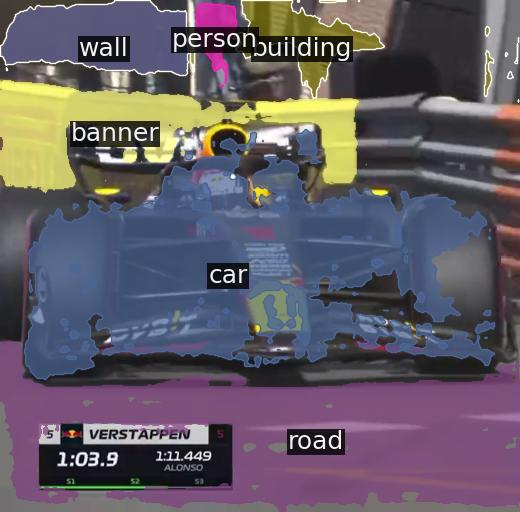 wall
person
building
banner
car
road
5 VERSTAPPEN 5
1:03.9 1:11.449
ALONSO
S1 S2 S3